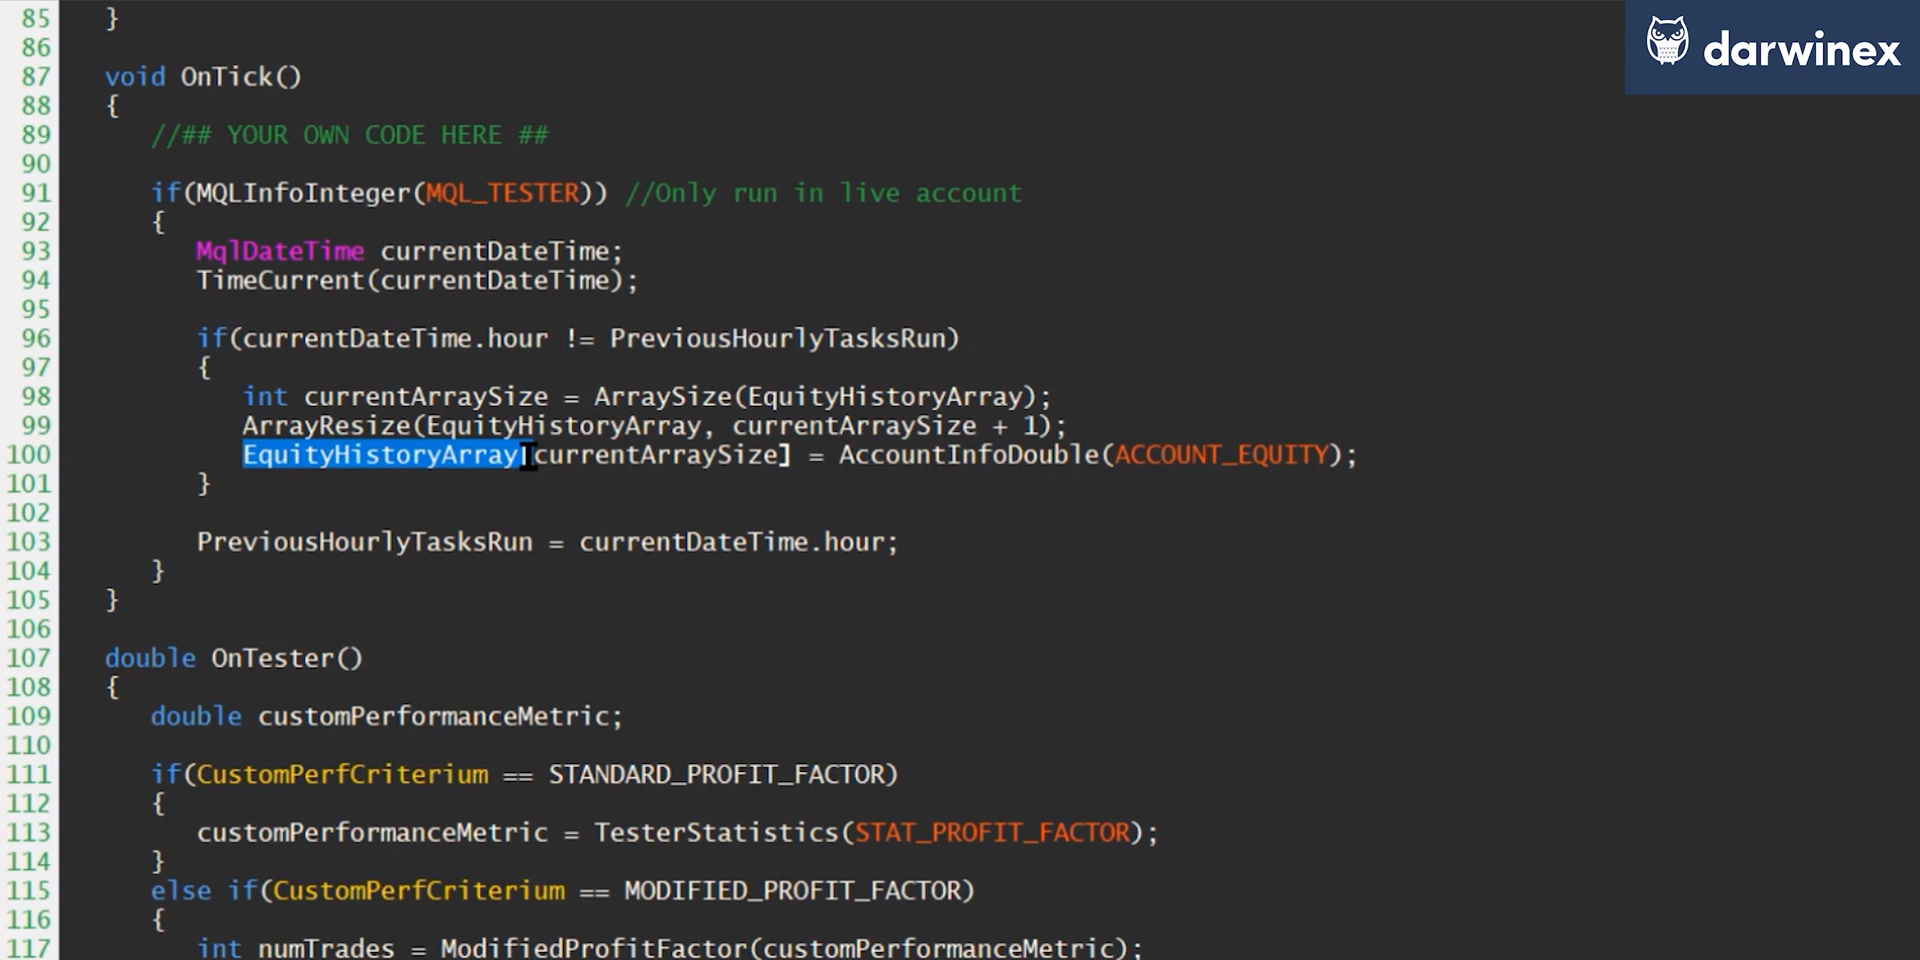 darwinex
85 }
86
87 void OnTick()
88 {
89 //## YOUR OWN CODE HERE ##
90
91 if(MQLInfoInteger(MQL_TESTER)) //Only run in live account
92 {
93 MqlDateTime currentDateTime;
94 TimeCurrent(currentDateTime);
95
96 if(currentDateTime.hour != PreviousHourlyTasksRun)
97 {
98 int currentArraySize = ArraySize(EquityHistoryArray);
99 ArrayResize(EquityHistoryArray, currentArraySize + 1);
100 EquityHistoryArray[currentArraySize] = AccountInfoDouble(ACCOUNT_EQUITY);
101 }
102
103 PreviousHourlyTasksRun = currentDateTime.hour;
104 }
105 }
106
107 double OnTester()
108 {
109 double customPerformanceMetric;
110
111 if(CustomPerfCriterium == STANDARD_PROFIT_FACTOR)
112 {
113 customPerformanceMetric = TesterStatistics(STAT_PROFIT_FACTOR);
114 }
115 else if(CustomPerfCriterium == MODIFIED_PROFIT_FACTOR)
116 {
117 int numTrades = ModifiedProfitFactor(customPerformanceMetric);